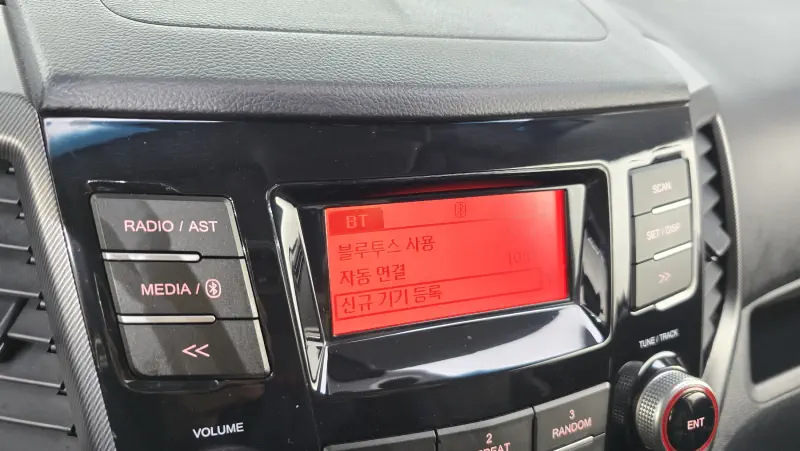 BT
블루투스 사용
자동 연결
신규 기기 등록
RADIO / AST
MEDIA /
<<
VOLUME
SCAN
SET / DISP
>>
TUNE / TRACK
ENT
2
3
RANDOM